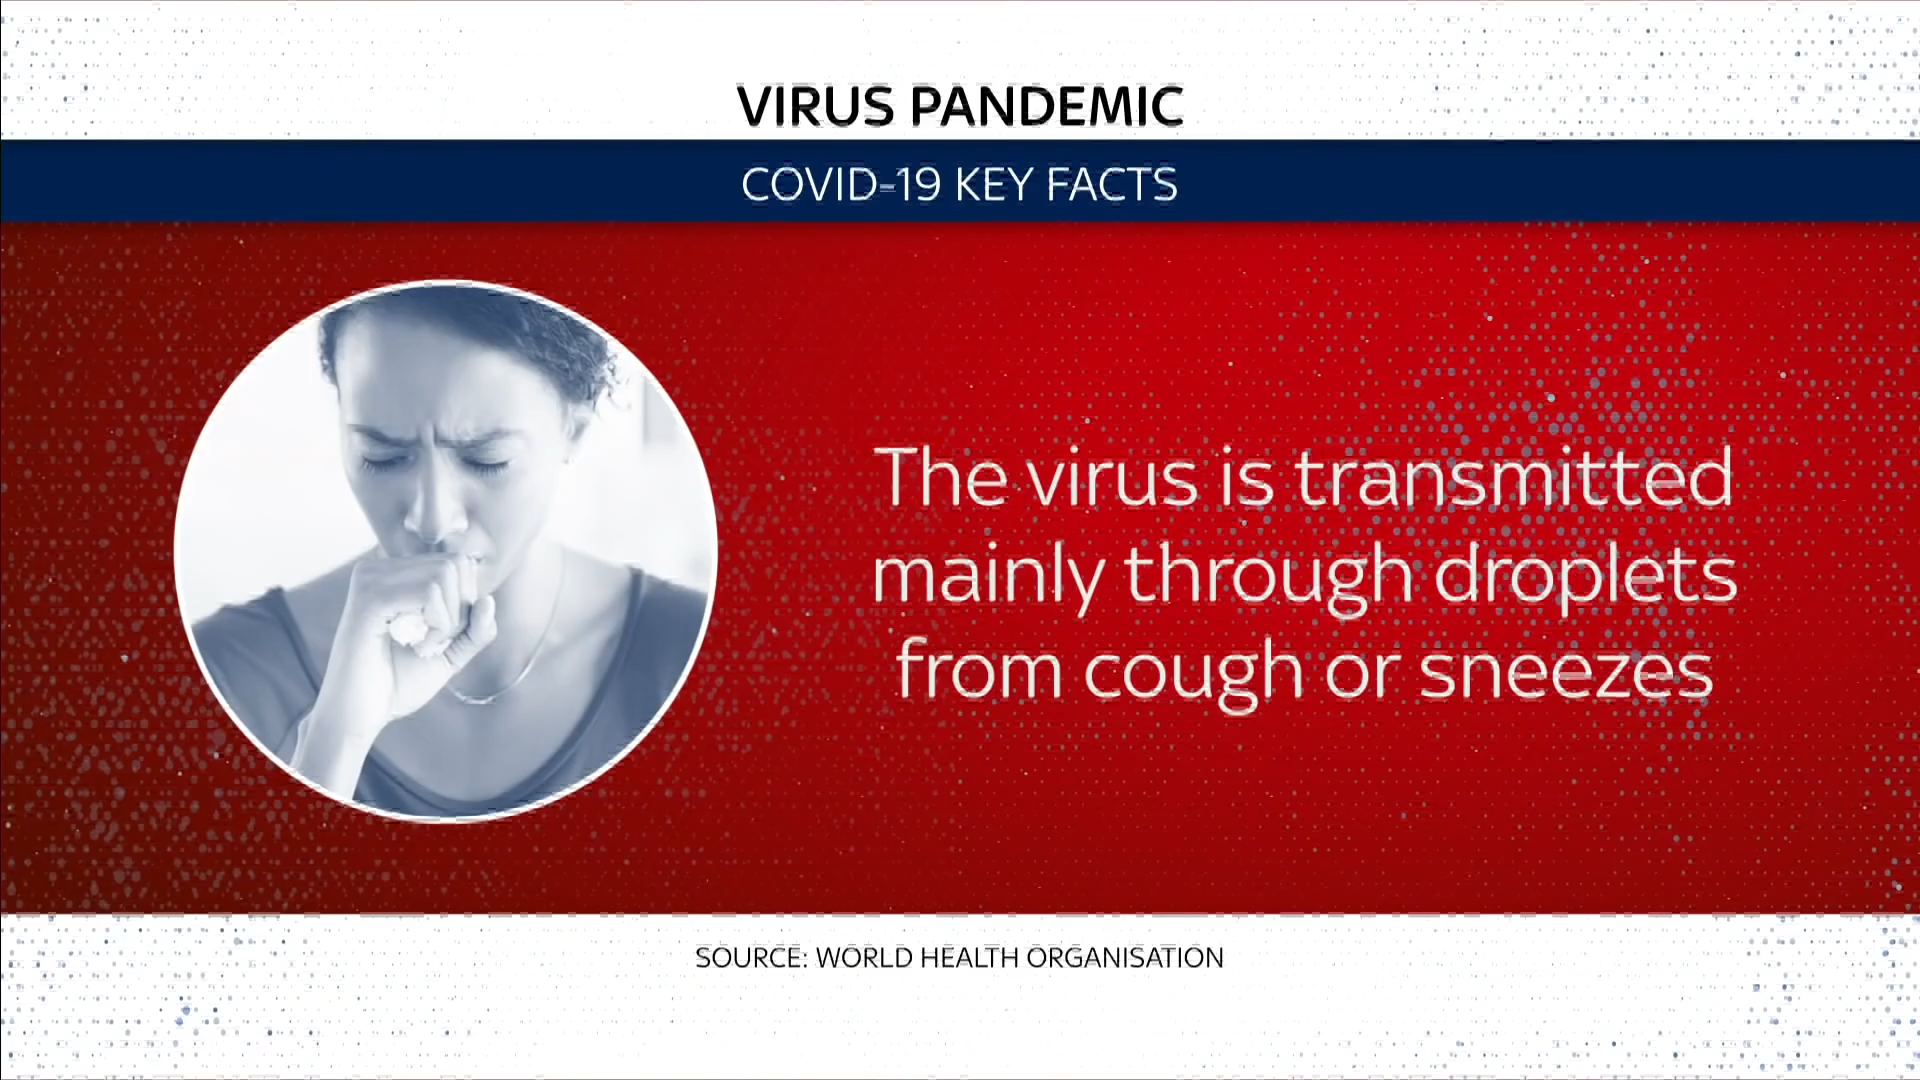 VIRUS PANDEMIC
COVID-19 KEY FACTS
The virus is transmitted
mainly through droplets
from cough or sneezes
SOURCE: WORLD HEALTH ORGANISATION